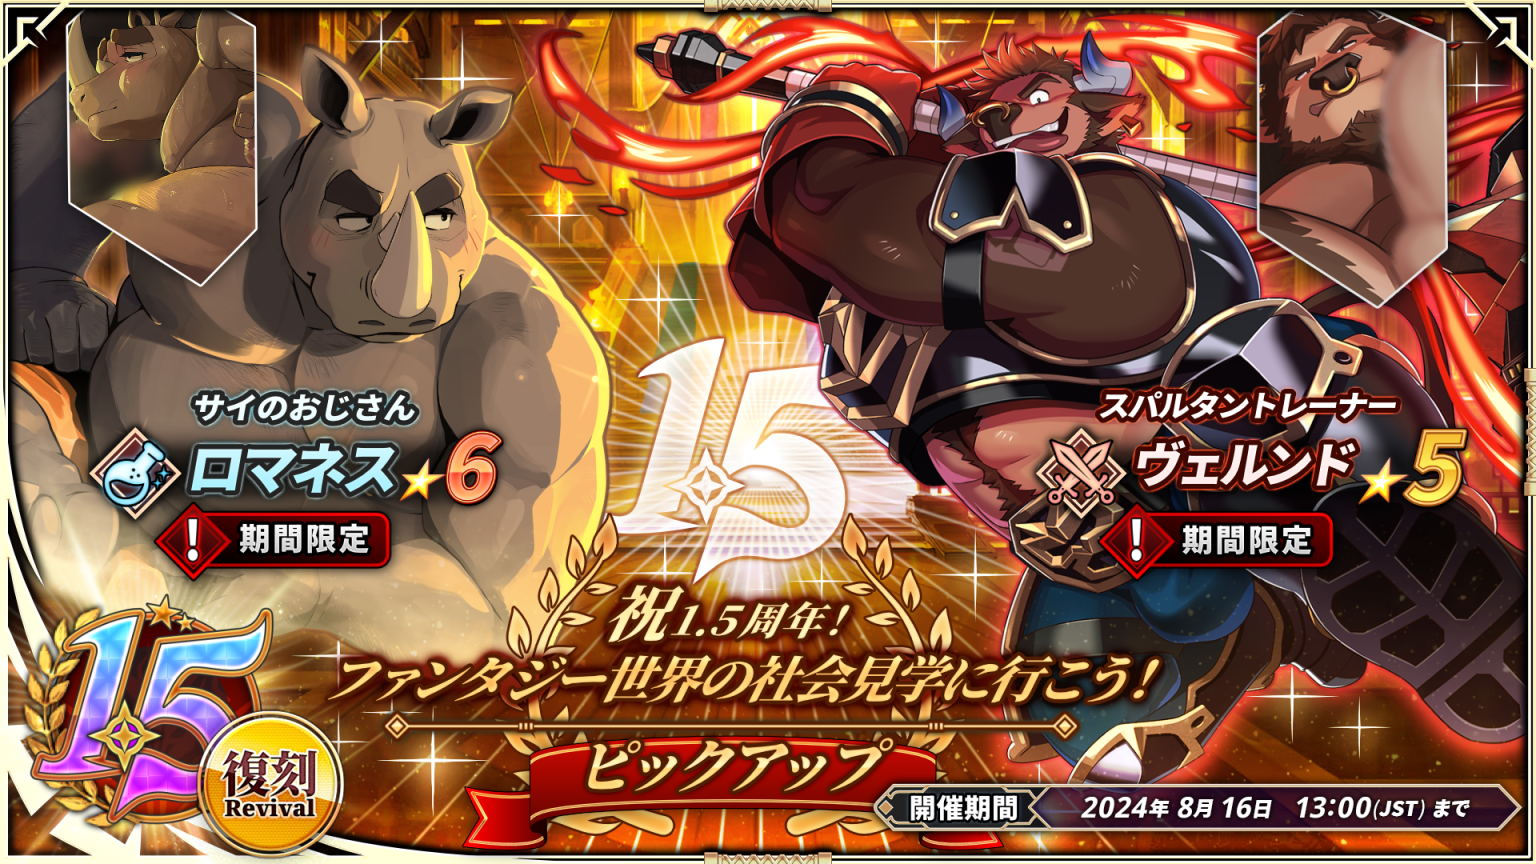 サイのおじさん
ロマネス 6
! 期間限定
スパルタントレーナー
ヴェルンド 5
! 期間限定
15
祝1.5周年!
ファンタジー世界の社会見学に行こう!
ピックアップ
15
復刻
Revival
開催期間 2024年 8月 16日 13:00(JST) まで